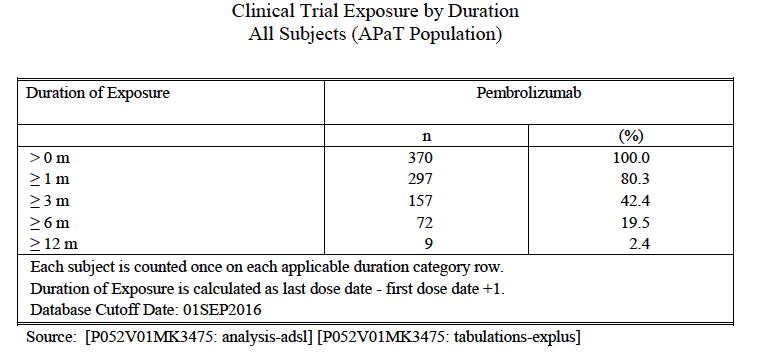 Clinical Trial Exposure by Duration
All Subjects (APaT Population)
Duration of Exposure Pembrolizumab
n (%)
> 0 m 370 100.0
≥ 1 m 297 80.3
≥ 3 m 157 42.4
≥ 6 m 72 19.5
≥ 12 m 9 2.4
Each subject is counted once on each applicable duration category row.
Duration of Exposure is calculated as last dose date - first dose date +1.
Database Cutoff Date: 01SEP2016
Source: [P052V01MK3475: analysis-adsl] [P052V01MK3475: tabulations-explus]